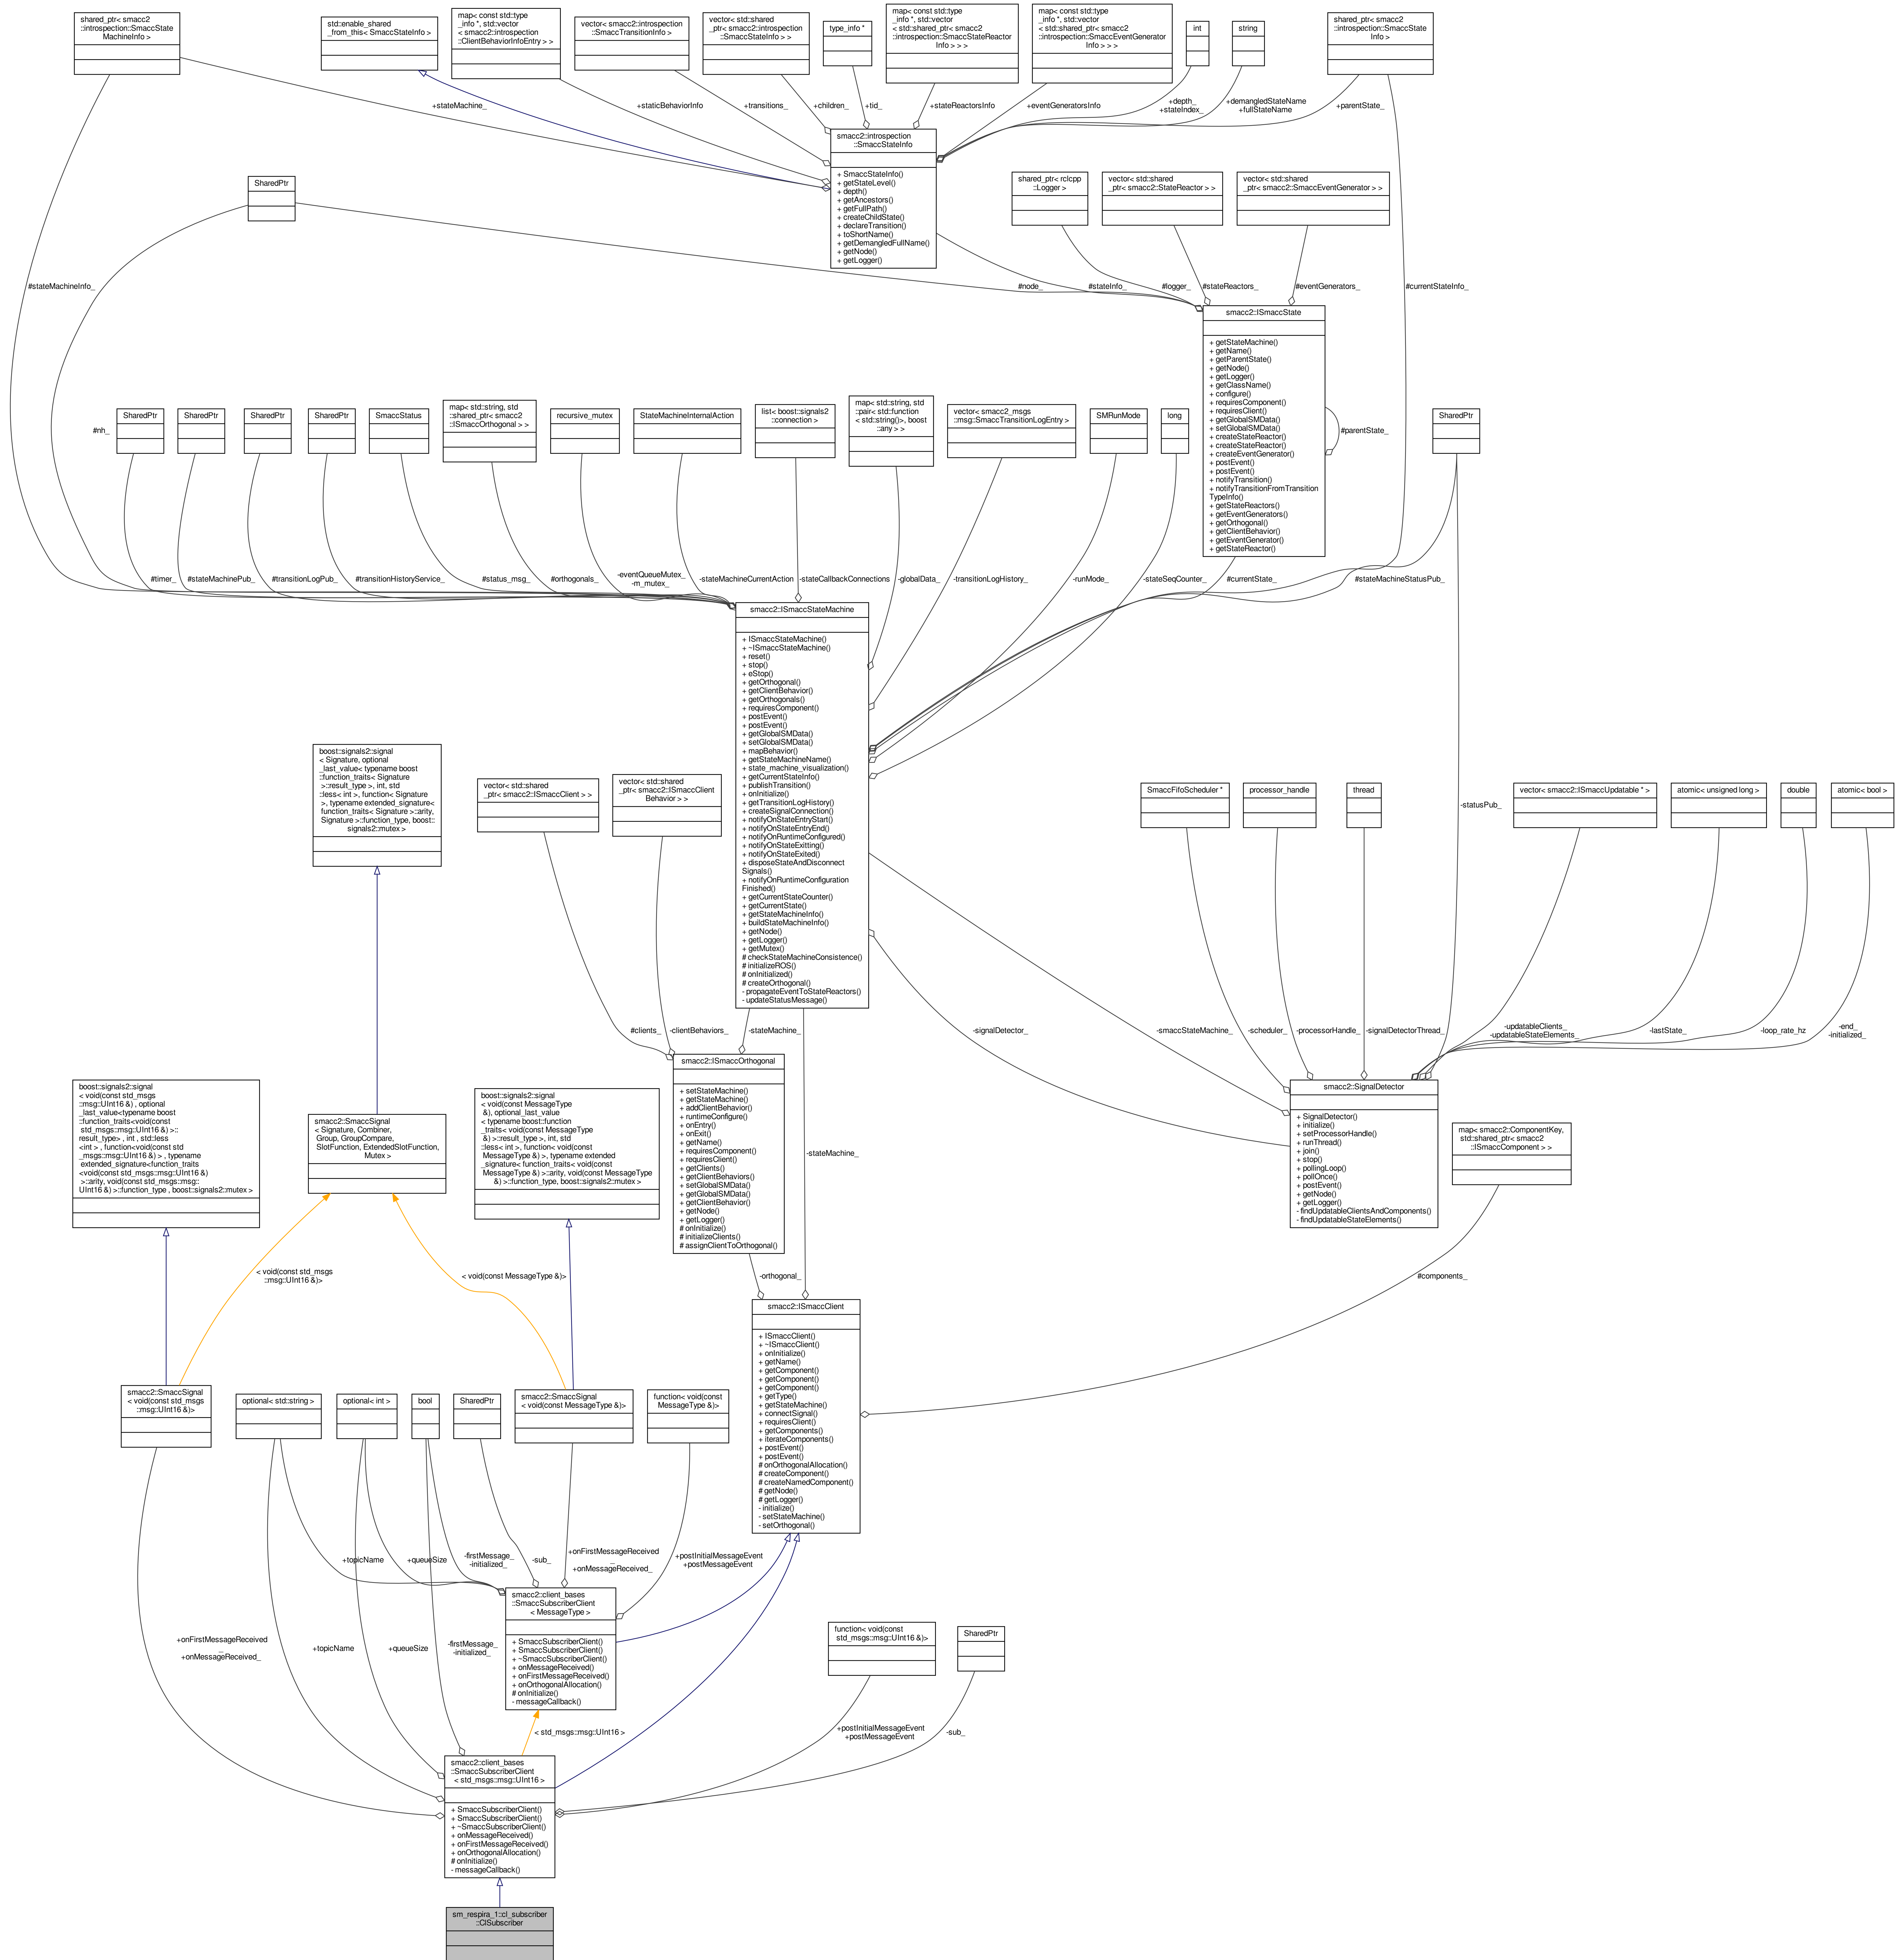 shared_ptr< smacc2
::introspection::SmaccState
MachineInfo >
std::enable_shared
_from_this< SmaccStateInfo >
map< const std::type
_info *, std::vector
< smacc2::introspection
::ClientBehaviorInfoEntry > >
vector< smacc2::introspection
::SmaccTransitionInfo >
vector< std::shared
_ptr< smacc2::introspection
::SmaccStateInfo > >
type_info *
map< const std::type
_info *, std::vector
< std::shared_ptr< smacc2
::introspection::SmaccStateReactor
Info > > >
map< const std::type
_info *, std::vector
< std::shared_ptr< smacc2
::introspection::SmaccEventGenerator
Info > > >
int
string
shared_ptr< smacc2
::introspection::SmaccState
Info >
+stateMachine_
+staticBehaviorInfo
+transitions_
+children_
+tid_
+stateReactorsInfo
+eventGeneratorsInfo
+depth_
+stateIndex_
+demangledStateName
+fullStateName
+parentState_
smacc2::introspection
::SmaccStateInfo
+ SmaccStateInfo()
+ getStateLevel()
+ depth()
+ getAncestors()
+ getFullPath()
+ createChildState()
+ declareTransition()
+ toShortName()
+ getDemangledFullName()
+ getNode()
+ getLogger()
SharedPtr
shared_ptr< rclcpp
::Logger >
vector< std::shared
_ptr< smacc2::StateReactor > >
vector< std::shared
_ptr< smacc2::SmaccEventGenerator > >
#stateMachineInfo_
#node_
#stateInfo_
#logger_
#stateReactors_
#eventGenerators_
#currentStateInfo_
smacc2::ISmaccState
+ getStateMachine()
+ getName()
+ getParentState()
+ getNode()
+ getLogger()
+ getClassName()
+ configure()
+ requiresComponent()
+ requiresClient()
+ getGlobalSMData()
+ setGlobalSMData()
+ createStateReactor()
+ createStateReactor()
+ createEventGenerator()
+ postEvent()
+ postEvent()
+ notifyTransition()
+ notifyTransitionFromTransition
TypeInfo()
+ getStateReactors()
+ getEventGenerators()
+ getOrthogonal()
+ getClientBehavior()
+ getEventGenerator()
+ getStateReactor()
#parentState_
#nh_
SharedPtr
SharedPtr
SharedPtr
SharedPtr
SmaccStatus
map< std::string, std
::shared_ptr< smacc2
::ISmaccOrthogonal > >
recursive_mutex
StateMachineInternalAction
list< boost::signals2
::connection >
map< std::string, std
::pair< std::function
< std::string()>, boost
::any > >
vector< smacc2_msgs
::msg::SmaccTransitionLogEntry >
SMRunMode
long
SharedPtr
#timer_
#stateMachinePub_
#transitionLogPub_
#transitionHistoryService_
#status_msg_
#orthogonals_
-eventQueueMutex_
-m_mutex_
-stateMachineCurrentAction
-stateCallbackConnections
-globalData_
-transitionLogHistory_
-runMode_
-stateSeqCounter_
#currentState_
#stateMachineStatusPub_
smacc2::ISmaccStateMachine
+ ISmaccStateMachine()
+ ~ISmaccStateMachine()
+ reset()
+ stop()
+ eStop()
+ getOrthogonal()
+ getClientBehavior()
+ getOrthogonals()
+ requiresComponent()
+ postEvent()
+ postEvent()
+ getGlobalSMData()
+ setGlobalSMData()
+ mapBehavior()
+ getStateMachineName()
+ state_machine_visualization()
+ getCurrentStateInfo()
+ publishTransition()
+ onInitialize()
+ getTransitionLogHistory()
+ createSignalConnection()
+ notifyOnStateEntryStart()
+ notifyOnStateEntryEnd()
+ notifyOnRuntimeConfigured()
+ notifyOnStateExitting()
+ notifyOnStateExited()
+ disposeStateAndDisconnect
Signals()
+ notifyOnRuntimeConfiguration
Finished()
+ getCurrentStateCounter()
+ getCurrentState()
+ getStateMachineInfo()
+ buildStateMachineInfo()
+ getNode()
+ getLogger()
+ getMutex()
# checkStateMachineConsistence()
# initializeROS()
# onInitialized()
# createOrthogonal()
- propagateEventToStateReactors()
- updateStatusMessage()
boost::signals2::signal
< Signature, optional
_last_value< typename boost
::function_traits< Signature
>::result_type >, int, std
::less< int >, function< Signature
>, typename extended_signature<
function_traits< Signature >::arity,
Signature >::function_type, boost::
signals2::mutex >
vector< std::shared
_ptr< smacc2::ISmaccClient > >
vector< std::shared
_ptr< smacc2::ISmaccClient
Behavior > >
SmaccFifoScheduler *
processor_handle
thread
-statusPub_
vector< smacc2::ISmaccUpdatable * >
atomic< unsigned long >
double
atomic< bool >
#clients_
-clientBehaviors_
-stateMachine_
-signalDetector_
-smaccStateMachine_
-scheduler_
-processorHandle_
-signalDetectorThread_
-updatableClients_
-updatableStateElements_
-lastState_
-loop_rate_hz
-end_
-initialized_
smacc2::ISmaccOrthogonal
+ setStateMachine()
+ getStateMachine()
+ addClientBehavior()
+ runtimeConfigure()
+ onEntry()
+ onExit()
+ getName()
+ requiresComponent()
+ requiresClient()
+ getClients()
+ getClientBehaviors()
+ setGlobalSMData()
+ getGlobalSMData()
+ getClientBehavior()
+ getNode()
+ getLogger()
# onInitialize()
# initializeClients()
# assignClientToOrthogonal()
smacc2::SignalDetector
+ SignalDetector()
+ initialize()
+ setProcessorHandle()
+ runThread()
+ join()
+ stop()
+ pollingLoop()
+ pollOnce()
+ postEvent()
+ getNode()
+ getLogger()
- findUpdatableClientsAndComponents()
- findUpdatableStateElements()
boost::signals2::signal
< void(const std_msgs
::msg::UInt16 &) , optional
_last_value<typename boost
::function_traits<void(const
std_msgs::msg::UInt16 &) >::
result_type> , int , std::less
<int > , function<void(const std
_msgs::msg::UInt16 &) > , typename
extended_signature<function_traits
<void(const std_msgs::msg::UInt16 &)
>::arity, void(const std_msgs::msg::
UInt16 &) >::function_type , boost::signals2::mutex >
smacc2::SmaccSignal
< Signature, Combiner,
Group, GroupCompare,
SlotFunction, ExtendedSlotFunction,
Mutex >
boost::signals2::signal
< void(const MessageType
&), optional_last_value
< typename boost::function
_traits< void(const MessageType
&) >::result_type >, int, std
::less< int >, function< void(const
MessageType &) >, typename extended
_signature< function_traits< void(const
MessageType &) >::arity, void(const MessageType
&) >::function_type, boost::signals2::mutex >
-stateMachine_
map< smacc2::ComponentKey,
std::shared_ptr< smacc2
::ISmaccComponent > >
< void(const std_msgs
::msg::UInt16 &)>
< void(const MessageType &)>
-orthogonal_
#components_
smacc2::ISmaccClient
+ ISmaccClient()
+ ~ISmaccClient()
+ onInitialize()
+ getName()
+ getComponent()
+ getComponent()
+ getComponent()
+ getType()
+ getStateMachine()
+ connectSignal()
+ requiresClient()
+ getComponents()
+ iterateComponents()
+ postEvent()
+ postEvent()
# onOrthogonalAllocation()
# createComponent()
# createNamedComponent()
# getNode()
# getLogger()
- initialize()
- setStateMachine()
- setOrthogonal()
smacc2::SmaccSignal
< void(const std_msgs
::msg::UInt16 &)>
optional< std::string >
optional< int >
bool
SharedPtr
smacc2::SmaccSignal
< void(const MessageType &)>
function< void(const
MessageType &)>
+topicName
+queueSize
-firstMessage_
-initialized_
-sub_
+onFirstMessageReceived
_
+onMessageReceived_
+postInitialMessageEvent
+postMessageEvent
smacc2::client_bases
::SmaccSubscriberClient
< MessageType >
+ SmaccSubscriberClient()
+ SmaccSubscriberClient()
+ ~SmaccSubscriberClient()
+ onMessageReceived()
+ onFirstMessageReceived()
+ onOrthogonalAllocation()
# onInitialize()
- messageCallback()
+onFirstMessageReceived
_
+onMessageReceived_
+topicName
+queueSize
-firstMessage_
-initialized_
function< void(const
std_msgs::msg::UInt16 &)>
SharedPtr
< std_msgs::msg::UInt16 >
+postInitialMessageEvent
+postMessageEvent
-sub_
smacc2::client_bases
::SmaccSubscriberClient
< std_msgs::msg::UInt16 >
+ SmaccSubscriberClient()
+ SmaccSubscriberClient()
+ ~SmaccSubscriberClient()
+ onMessageReceived()
+ onFirstMessageReceived()
+ onOrthogonalAllocation()
# onInitialize()
- messageCallback()
sm_respira_1::cl_subscriber
::ClSubscriber